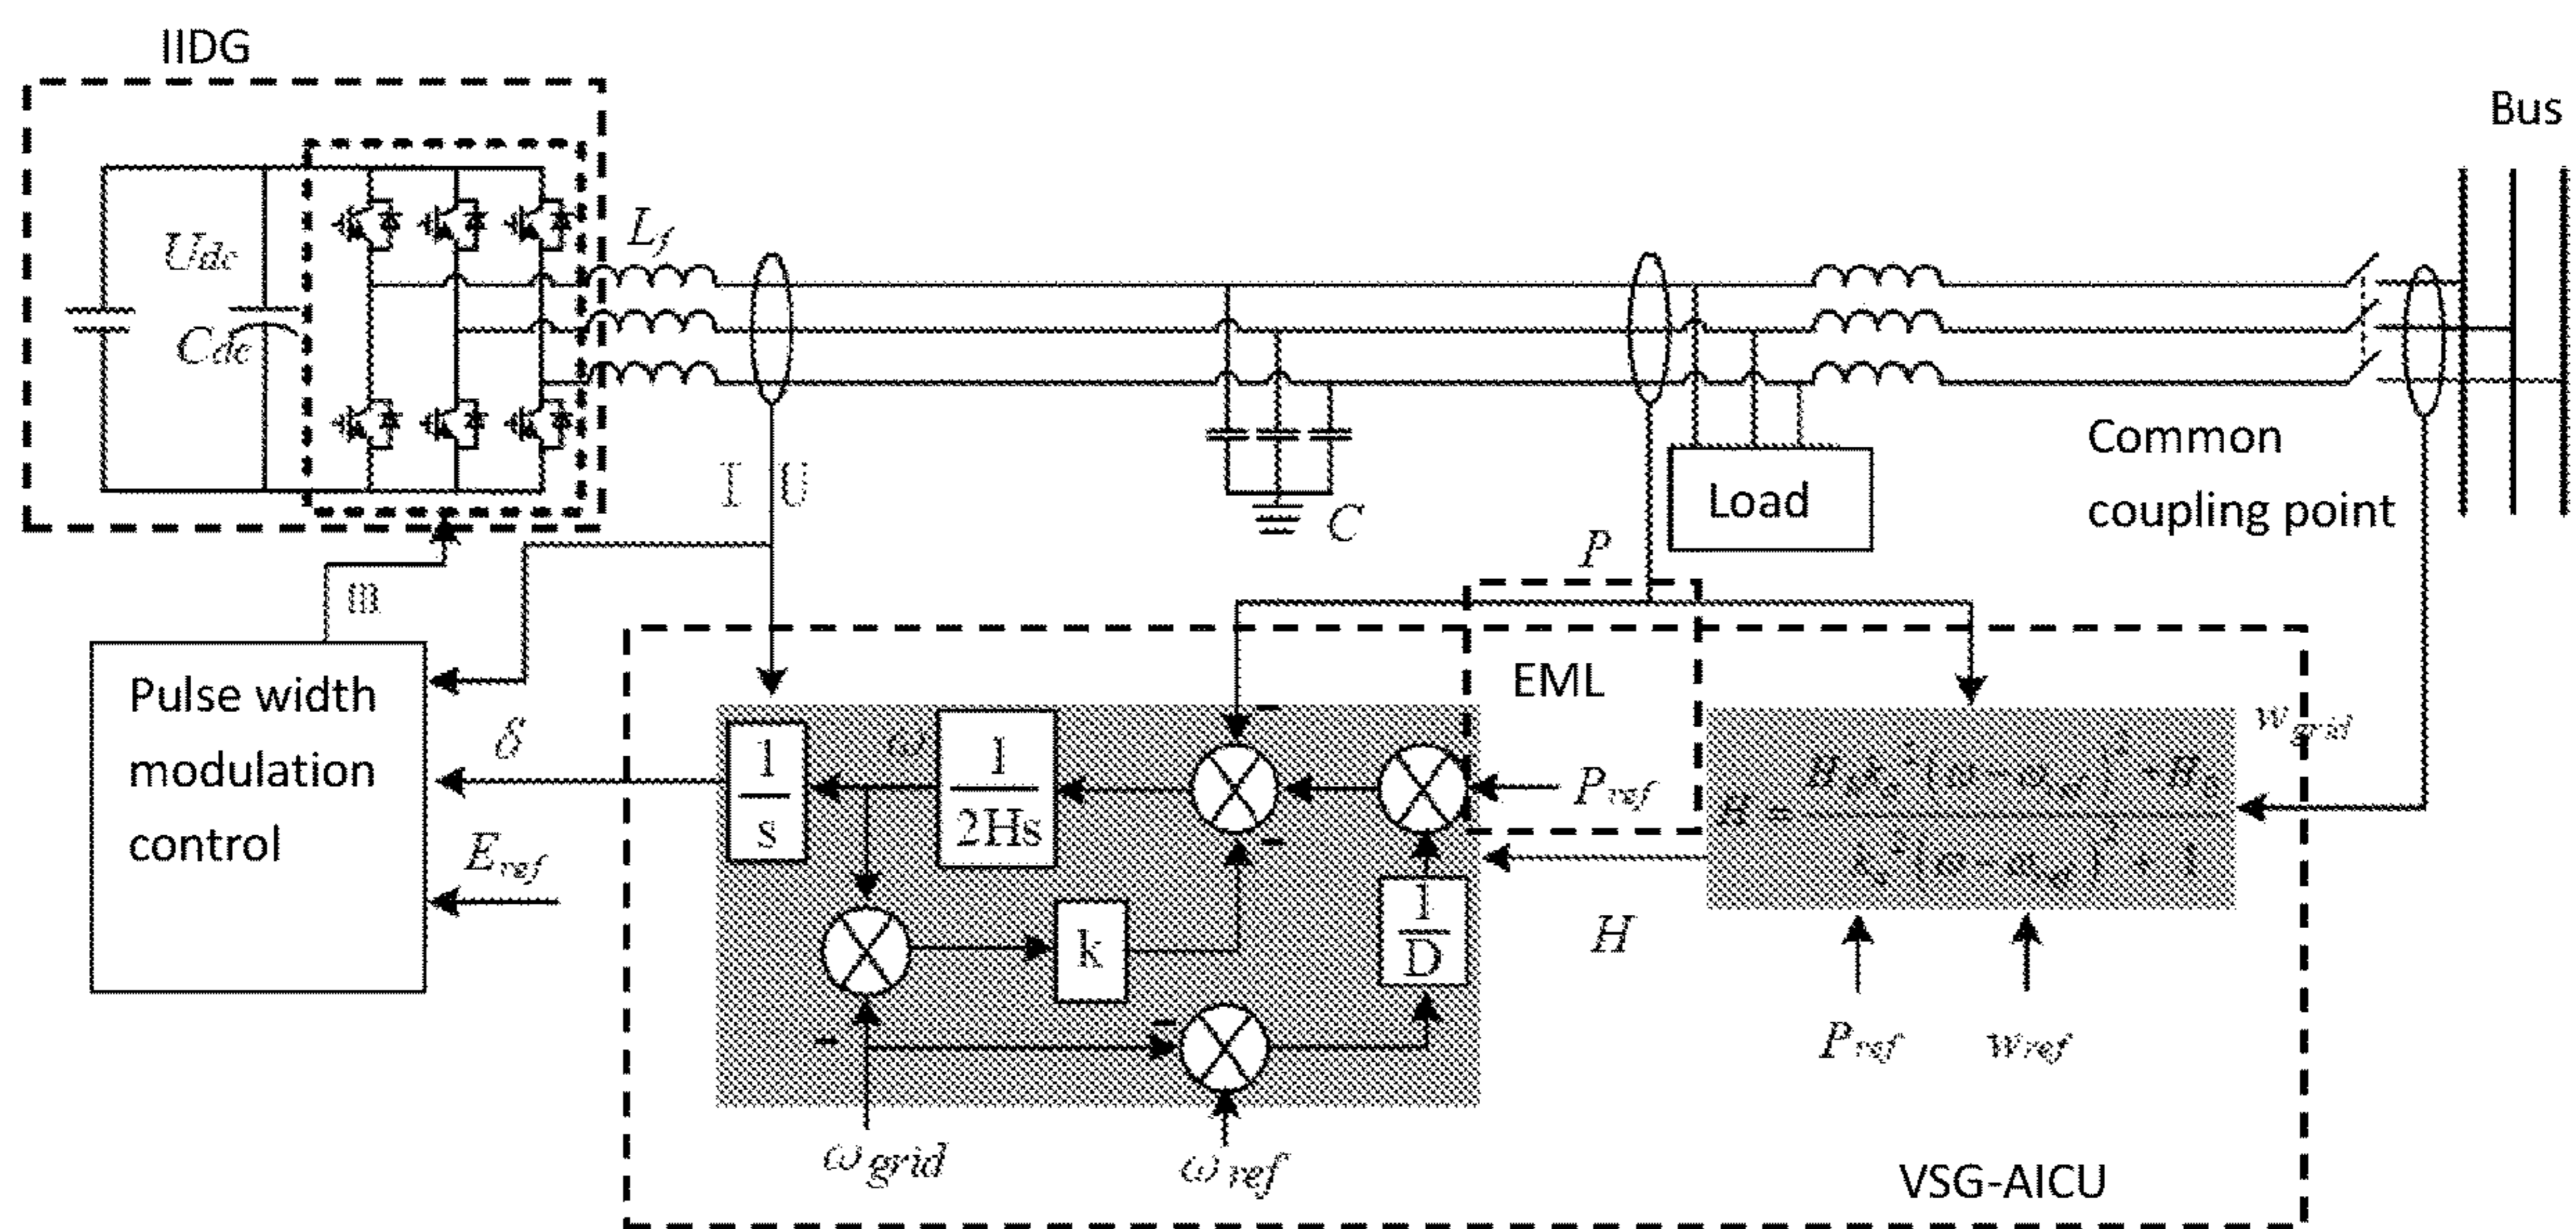 IIDG
Bus
Udc
Cdc
Lf
I U
C
Load
Common
coupling point
P
m
EML
Pulse width
modulation
control
δ
Eref
1
s
ω
1
2Hs
k
1
D
Pref
H
wgrid
H =
Pref
wref
ωgrid
ωref
VSG-AICU